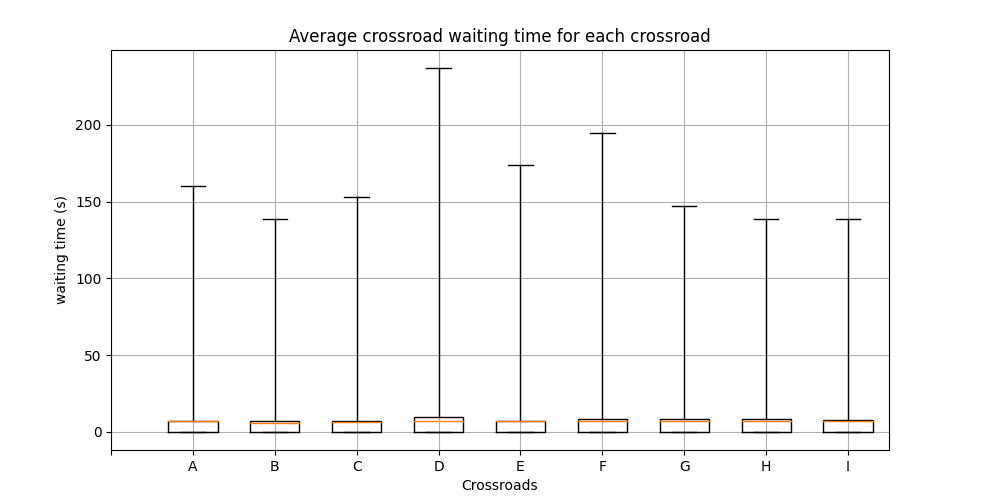 Average crossroad waiting time for each crossroad
waiting time (s)
200
150
100
50
0
A B C D E F G H I
Crossroads